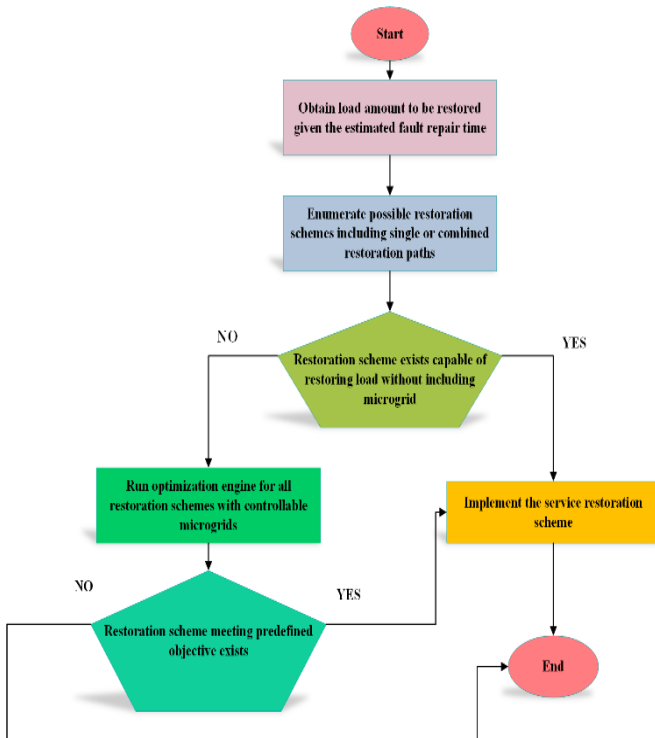 Start
Obtain load amount to be restored
given the estimated fault repair time
Enumerate possible restoration
schemes including single or combined
restoration paths
NO
YES
Restoration scheme exists capable of
restoring load without including
microgrid
Run optimization engine for all
restoration schemes with controllable
microgrids
Implement the service restoration
scheme
NO
YES
Restoration scheme meeting predefined
objective exists
End